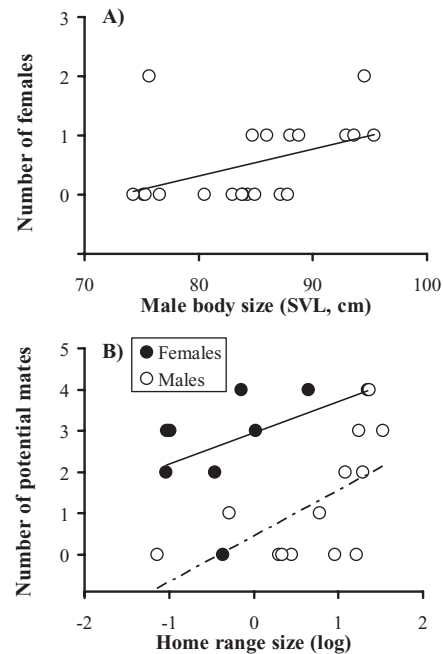 A)
3
2
1
0
Number of females
70 80 90 100
Male body size (SVL, cm)
B)
Females
Males
5
4
3
2
1
0
Number of potential mates
-2 -1 0 1 2
Home range size (log)